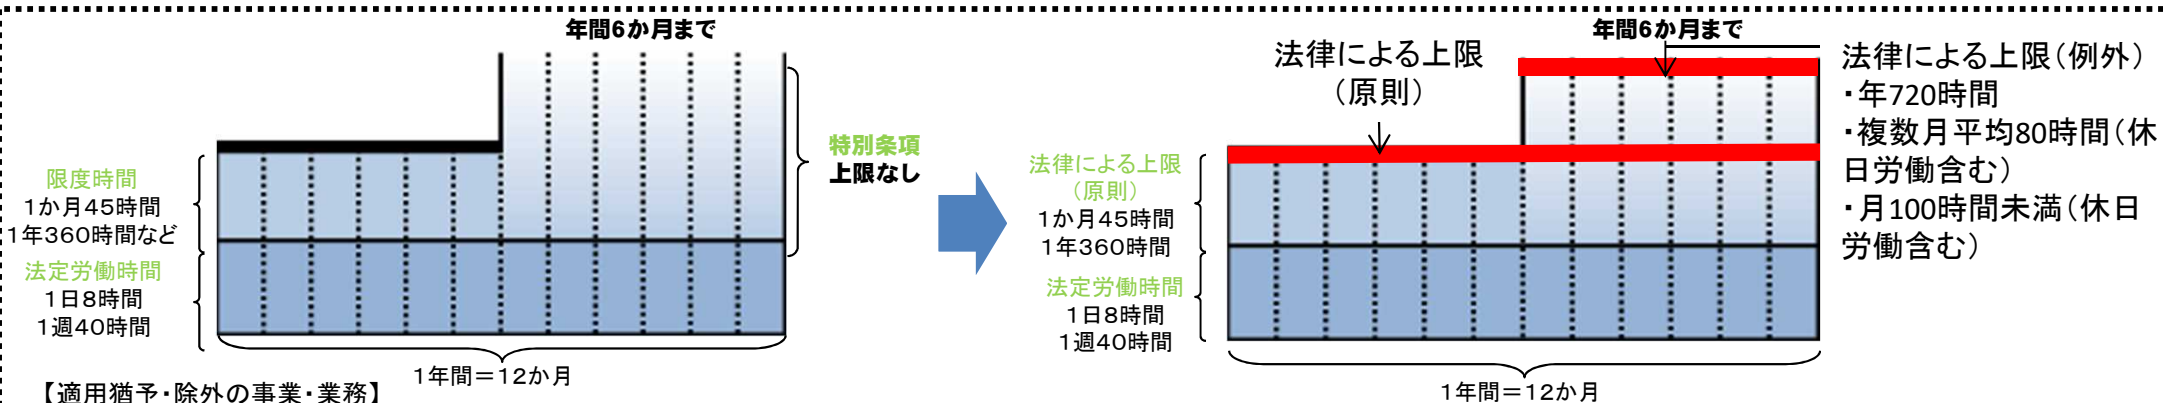 年間6か月まで
限度時間
1か月45時間
1年360時間など
法定労働時間
1日8時間
1週40時間
特別条項
上限なし
1年間=12か月
【適用猶予・除外の事業・業務】
年間6か月まで
法律による上限
(原則)
法律による上限
(原則)
1か月45時間
1年360時間
法定労働時間
1日8時間
1週40時間
1年間=12か月
法律による上限(例外)
・年720時間
・複数月平均80時間(休
日労働含む)
・月100時間未満(休日
労働含む)